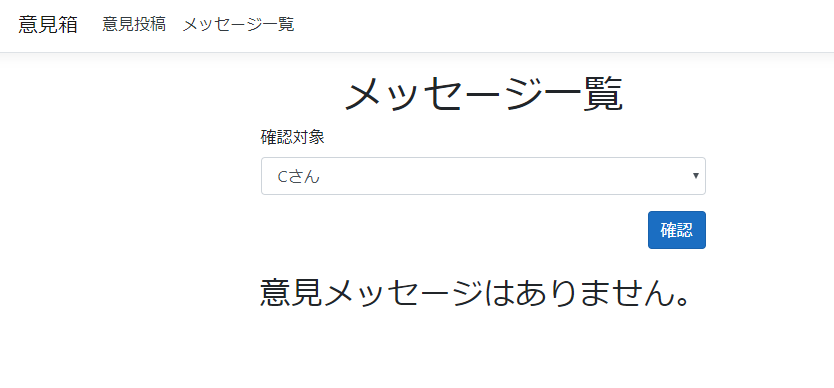 意見箱 意見投稿 メッセージ一覧
メッセージ一覧
確認対象
Cさん
確認
意見メッセージはありません。